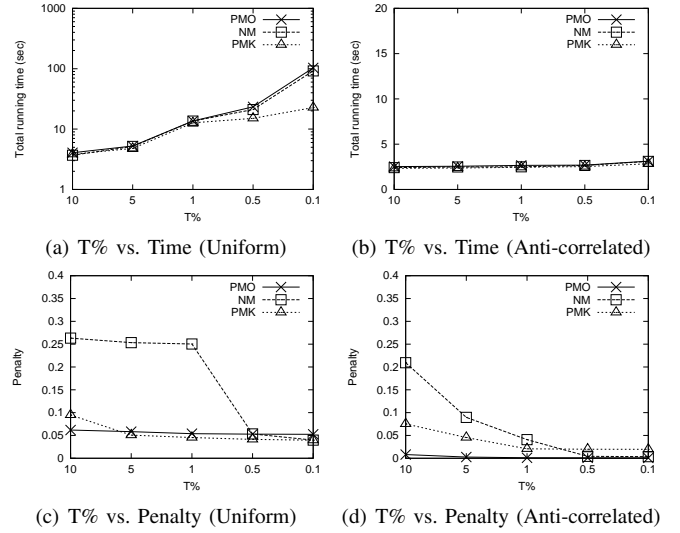 1000
100
10
1
10 5 1 0.5 0.1
Total running time (sec)
T%
PMO
NM
PMK
(a) T% vs. Time (Uniform)
20
15
10
5
0
10 5 1 0.5 0.1
Total running time (sec)
T%
PMO
NM
PMK
(b) T% vs. Time (Anti-correlated)
0.4
0.35
0.3
0.25
0.2
0.15
0.1
0.05
0
10 5 1 0.5 0.1
Penalty
T%
PMO
NM
PMK
(c) T% vs. Penalty (Uniform)
0.4
0.35
0.3
0.25
0.2
0.15
0.1
0.05
0
10 5 1 0.5 0.1
Penalty
T%
PMO
NM
PMK
(d) T% vs. Penalty (Anti-correlated)